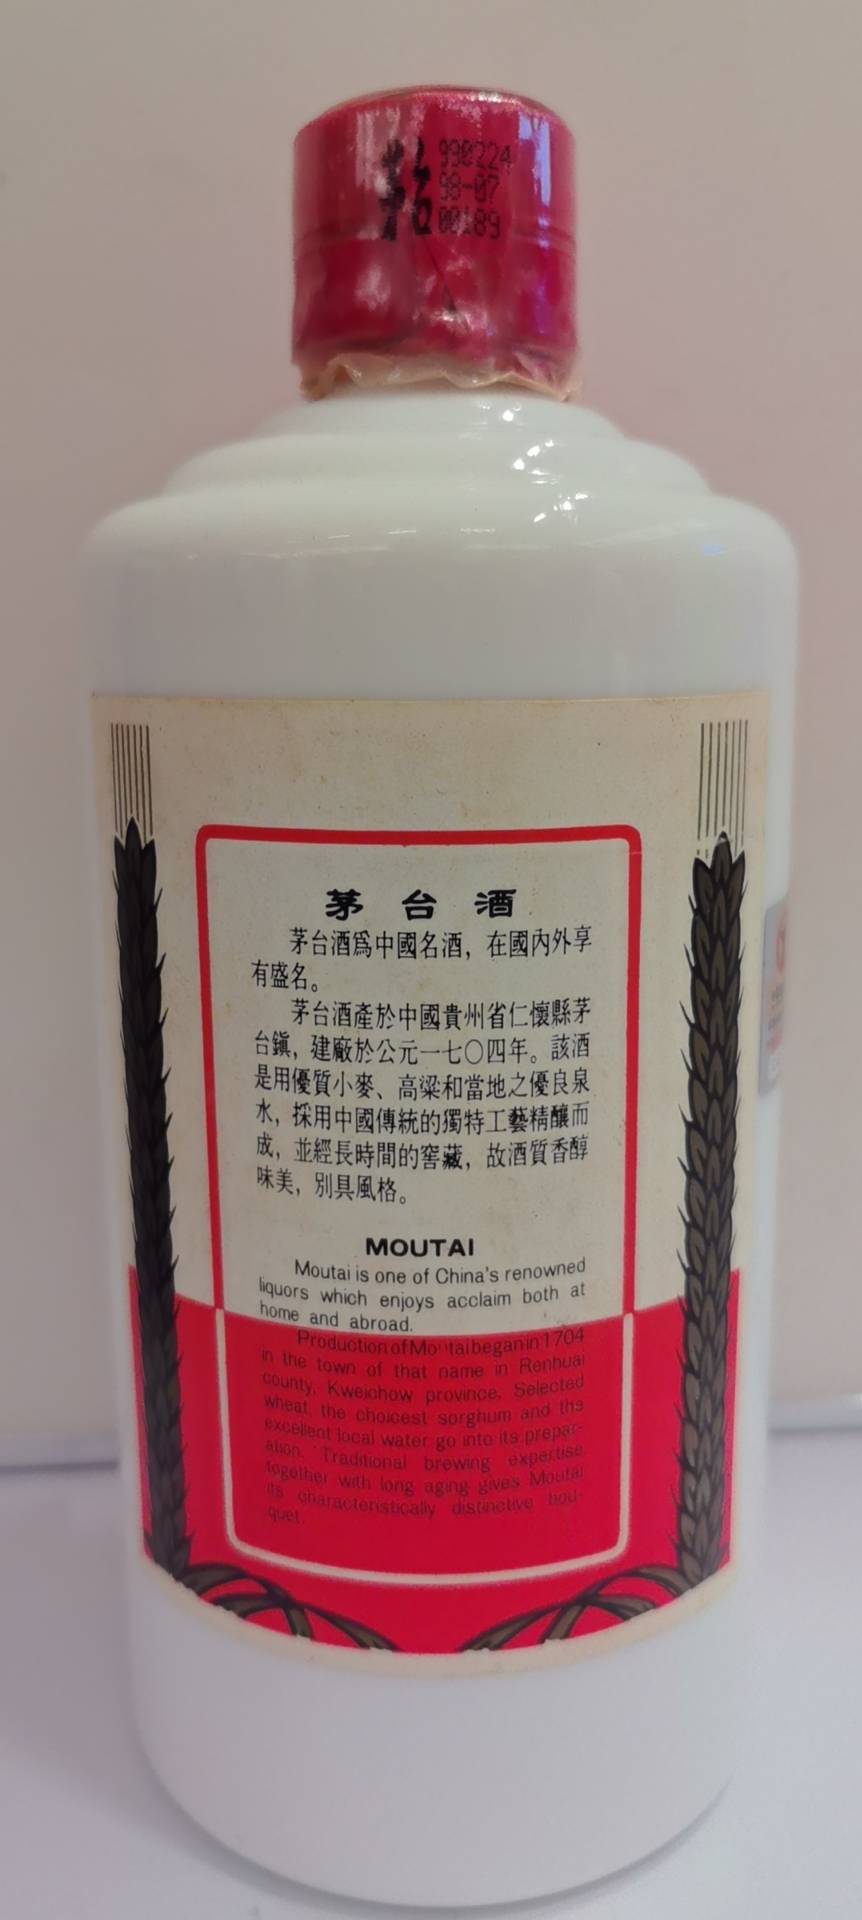 茅台
990224
98-07
00189
茅台酒
茅台酒爲中國名酒，在國内外享
有盛名。
茅台酒產於中國貴州省仁懷縣茅
台鎭，建廠於公元一七〇四年。該酒
是用優質小麥、高粱和當地之優良泉
水，採用中國傳統的獨特工藝精釀而
成，並經長時間的窖藏，故酒質香醇
味美，别具風格。
MOUTAI
Moutai is one of China's renowned
liquors which enjoys acclaim both at
home and abroad.
Production of Moutai began in 1704
in the town of that name in Renhuai
county, Kweichow province. Selected
wheat, the choicest sorghum and the
excellent local water go into its prepar-
ation. Traditional brewing expertise
together with long aging gives Moutai
its characteristically distinctive bou-
quet.